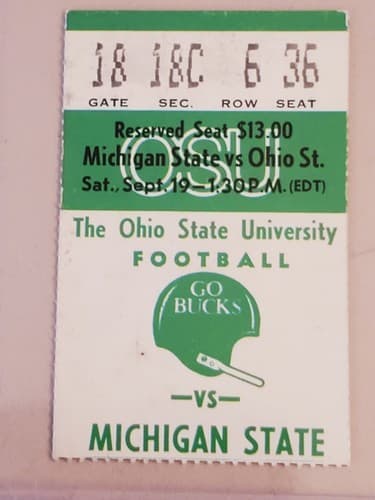 18 18C 6 36
GATE SEC. ROW SEAT
OSU
Reserved Seat $13.00
Michigan State vs Ohio St.
Sat., Sept. 19—1:30 P.M. (EDT)
The Ohio State University
FOOTBALL
GO
BUCKS
—VS—
MICHIGAN STATE